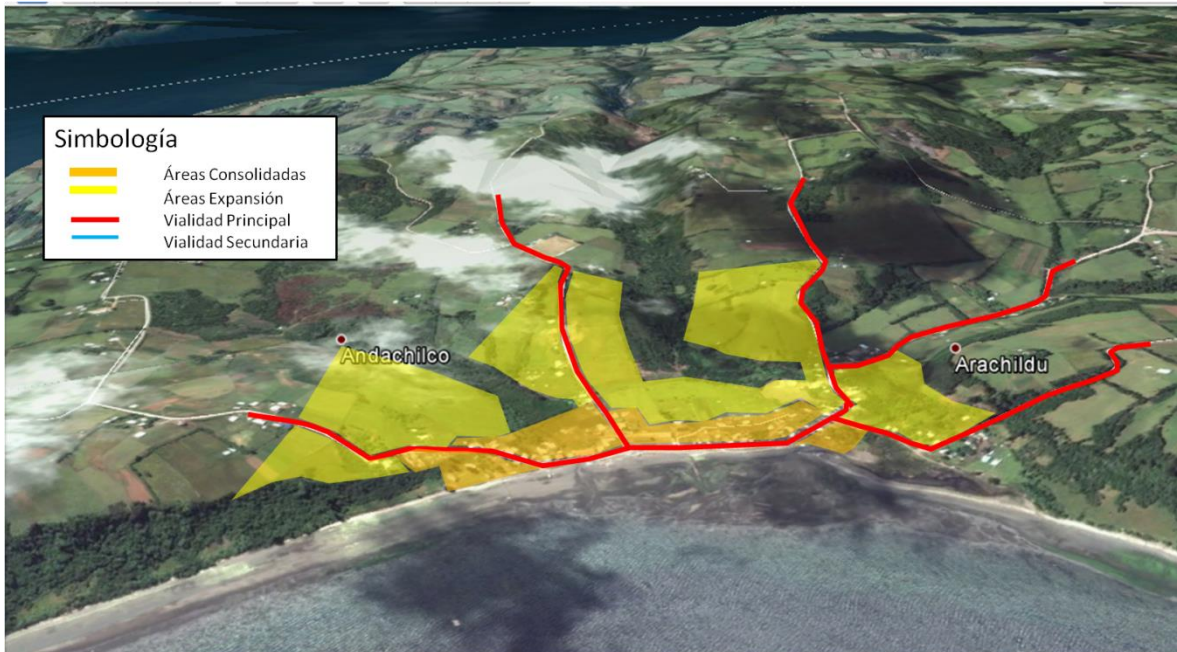 Simbología
Áreas Consolidadas
Áreas Expansión
Vialidad Principal
Vialidad Secundaria
Andachilco
Arachildu